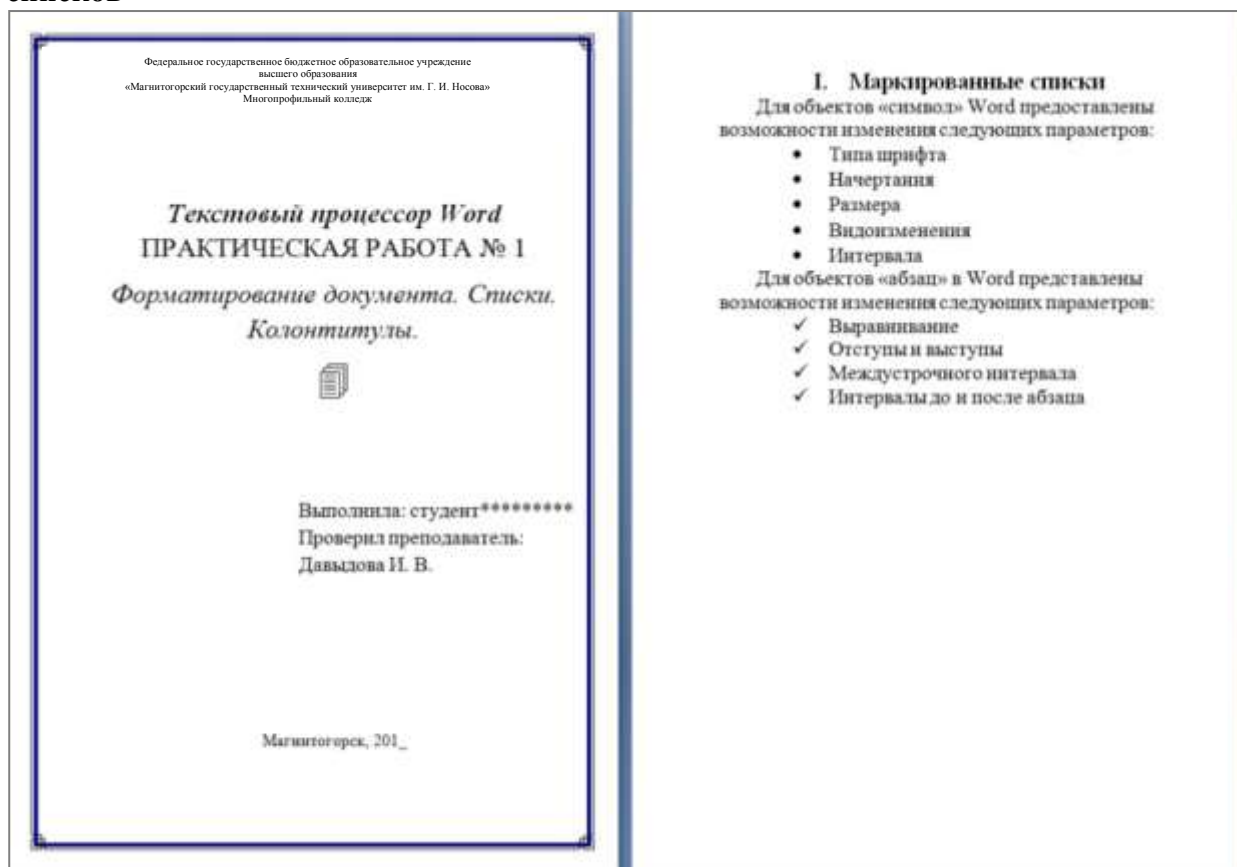 списков
Федеральное государственное бюджетное образовательное учреждение
высшего образования
«Магнитогорский государственный технический университет им. Г. И. Носова»
Многопрофильный колледж
Текстовый процессор Word
ПРАКТИЧЕСКАЯ РАБОТА № 1
Форматирование документа. Списки.
Колонтитулы.
Выполнила: студент*********
Проверил преподаватель:
Давыдова И. В.
Магнитогорск, 201_
I. Маркированные списки
Для объектов «символ» Word предоставлены
возможности изменения следующих параметров:
• Типа шрифта
• Начертания
• Размера
• Видоизменения
• Интервала
Для объектов «абзац» в Word представлены
возможности изменения следующих параметров:
✓ Выравнивание
✓ Отступы и выступы
✓ Междустрочного интервала
✓ Интервалы до и после абзаца